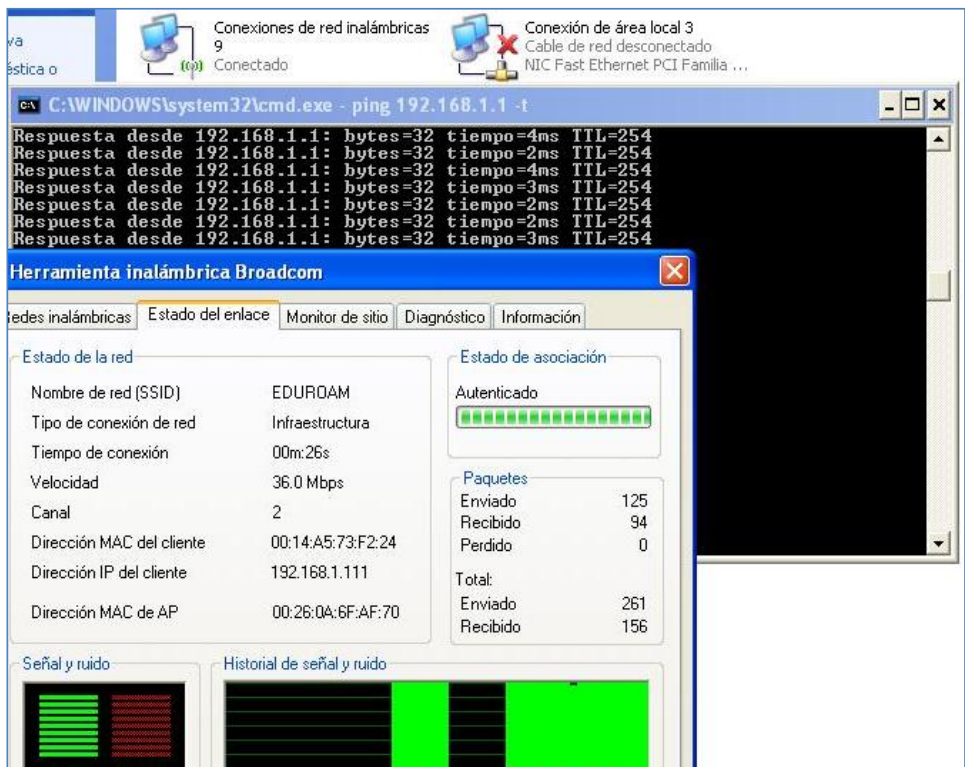 va
éstica o
Conexiones de red inalámbricas
9
Conectado
Conexión de área local 3
Cable de red desconectado
NIC Fast Ethernet PCI Familia ...
C:\WINDOWS\system32\cmd.exe - ping 192.168.1.1 -t
Respuesta desde 192.168.1.1: bytes=32 tiempo=4ms TTL=254
Respuesta desde 192.168.1.1: bytes=32 tiempo=2ms TTL=254
Respuesta desde 192.168.1.1: bytes=32 tiempo=4ms TTL=254
Respuesta desde 192.168.1.1: bytes=32 tiempo=3ms TTL=254
Respuesta desde 192.168.1.1: bytes=32 tiempo=2ms TTL=254
Respuesta desde 192.168.1.1: bytes=32 tiempo=2ms TTL=254
Respuesta desde 192.168.1.1: bytes=32 tiempo=3ms TTL=254
Herramienta inalámbrica Broadcom
edes inalámbricas Estado del enlace Monitor de sitio Diagnóstico Información
Estado de la red
Nombre de red (SSID) EDUROAM
Tipo de conexión de red Infraestructura
Tiempo de conexión 00m:26s
Velocidad 36.0 Mbps
Canal 2
Dirección MAC del cliente 00:14:A5:73:F2:24
Dirección IP del cliente 192.168.1.111
Dirección MAC de AP 00:26:0A:6F:AF:70
Estado de asociación
Autenticado
Paquetes
Enviado 125
Recibido 94
Perdido 0
Total:
Enviado 261
Recibido 156
Señal y ruido
Historial de señal y ruido